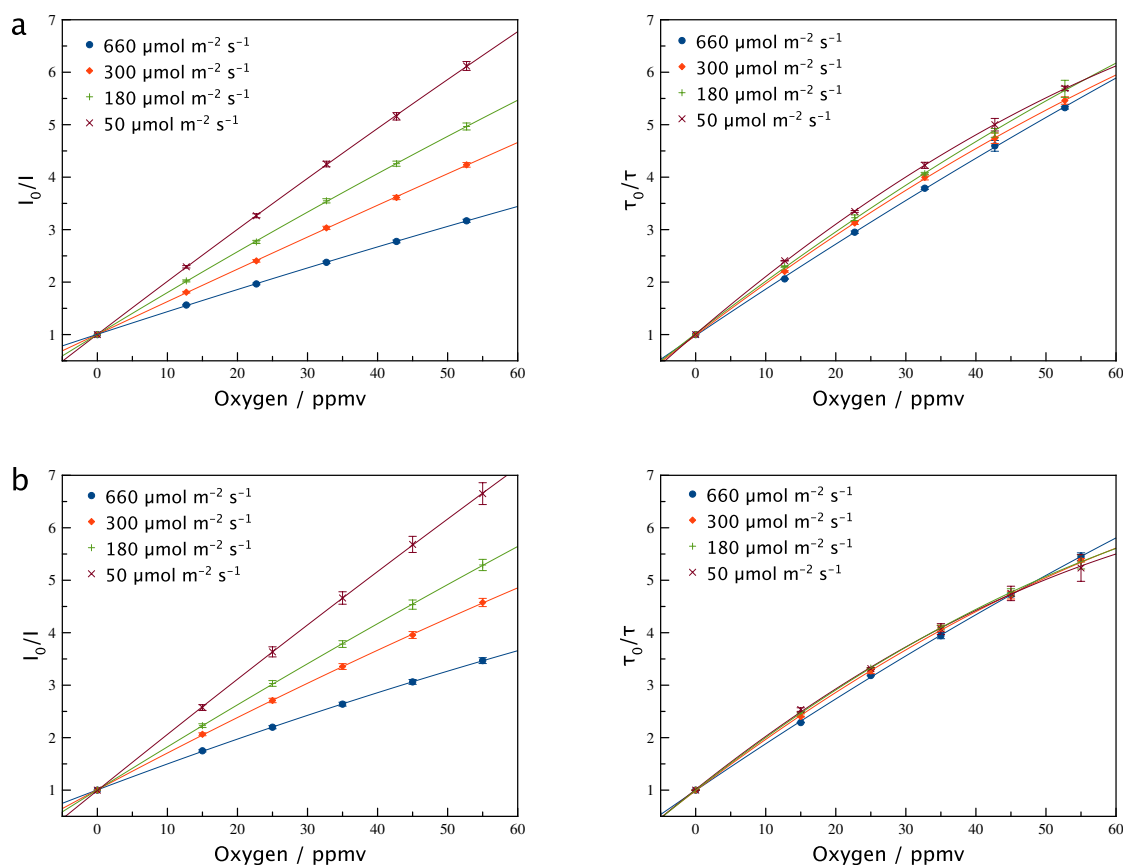 a
7
6
5
4
3
2
1
I₀/I
660 µmol m⁻² s⁻¹
300 µmol m⁻² s⁻¹
180 µmol m⁻² s⁻¹
50 µmol m⁻² s⁻¹
0 10 20 30 40 50 60
Oxygen / ppmv
7
6
5
4
3
2
1
τ₀/τ
660 µmol m⁻² s⁻¹
300 µmol m⁻² s⁻¹
180 µmol m⁻² s⁻¹
50 µmol m⁻² s⁻¹
0 10 20 30 40 50 60
Oxygen / ppmv
b
7
6
5
4
3
2
1
I₀/I
660 µmol m⁻² s⁻¹
300 µmol m⁻² s⁻¹
180 µmol m⁻² s⁻¹
50 µmol m⁻² s⁻¹
0 10 20 30 40 50 60
Oxygen / ppmv
7
6
5
4
3
2
1
τ₀/τ
660 µmol m⁻² s⁻¹
300 µmol m⁻² s⁻¹
180 µmol m⁻² s⁻¹
50 µmol m⁻² s⁻¹
0 10 20 30 40 50 60
Oxygen / ppmv